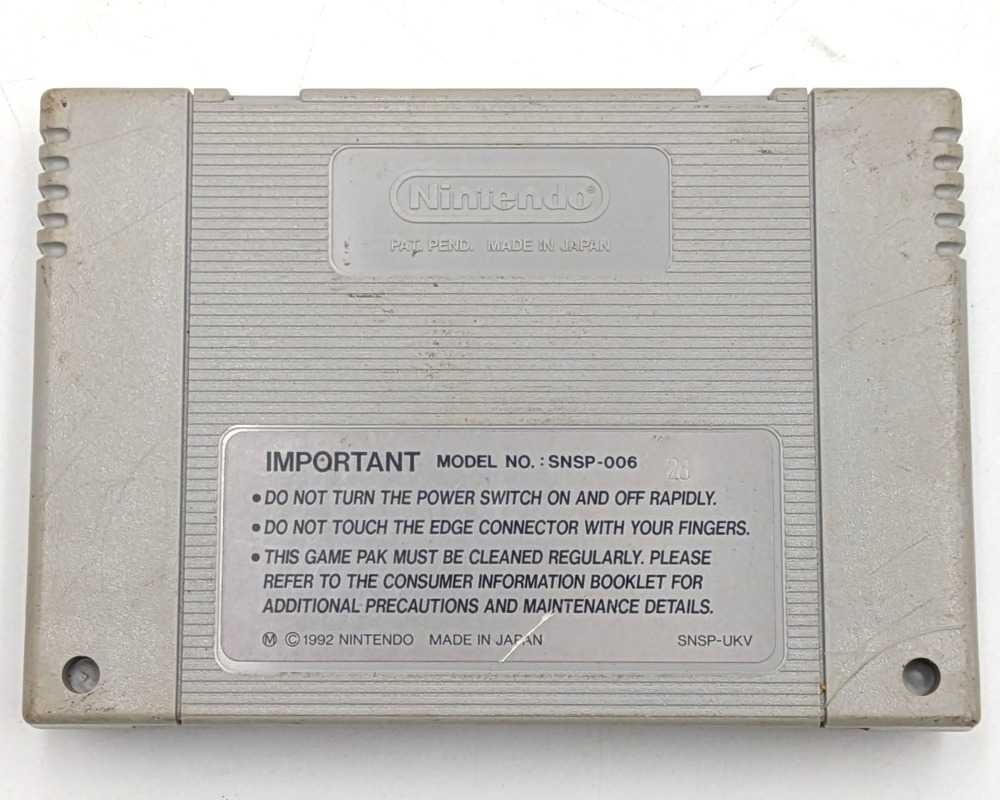 Nintendo®
PAT. PEND. MADE IN JAPAN
IMPORTANT MODEL NO. : SNSP-006
• DO NOT TURN THE POWER SWITCH ON AND OFF RAPIDLY.
• DO NOT TOUCH THE EDGE CONNECTOR WITH YOUR FINGERS.
• THIS GAME PAK MUST BE CLEANED REGULARLY. PLEASE
REFER TO THE CONSUMER INFORMATION BOOKLET FOR
ADDITIONAL PRECAUTIONS AND MAINTENANCE DETAILS.
Ⓜ © 1992 NINTENDO MADE IN JAPAN SNSP-UKV